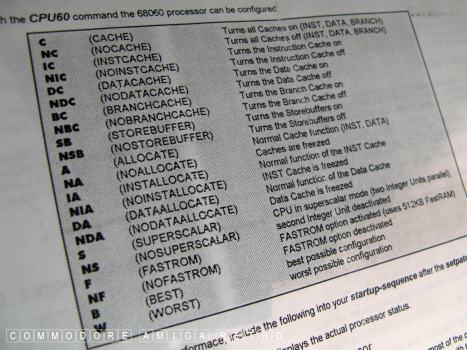 h the CPU60 command the 68060 processor can be configured:
C (CACHE) Turns all Caches on (INST, DATA, BRANCH)
NC (NOCACHE) Turns all Caches off (INST, DATA, BRANCH)
IC (INSTCACHE) Turns the Instruction Cache on
NIC (NOINSTCACHE) Turns the Instruction Cache off
DC (DATACACHE) Turns the Data Cache on
NDC (NODATACACHE) Turns the Data Cache off
BC (BRANCHCACHE) Turns the Branch Cache on
NBC (NOBRANCHCACHE) Turns the Branch Cache off
SB (STOREBUFFER) Turns the Storebuffers on
NSB (NOSTOREBUFFER) Turns the Storebuffers off
A (ALLOCATE) Normal Cache function (INST, DATA)
NA (NOALLOCATE) Caches are freezed
IA (INSTALLOCATE) Normal function of the INST Cache
NIA (NOINSTALLOCATE) INST Cache is freezed
DA (DATAALLOCATE) Normal function of the Data Cache
NDA (NODATAALLOCATE) Data Cache is freezed
S (SUPERSCALAR) CPU in superscalar mode (two Integer Units parallel)
NS (NOSUPERSCALAR) second Integer Unit deactivated
F (FASTROM) FASTROM option activated (uses 512KB FastRAM)
NF (NOFASTROM) FASTROM option deactivated
B (BEST) best possible configuration
W (WORST) worst possible configuration
formace, include the following into your startup-sequence after the setpat
displays the actual processor status.
COMMODORE AMIGA RETRO